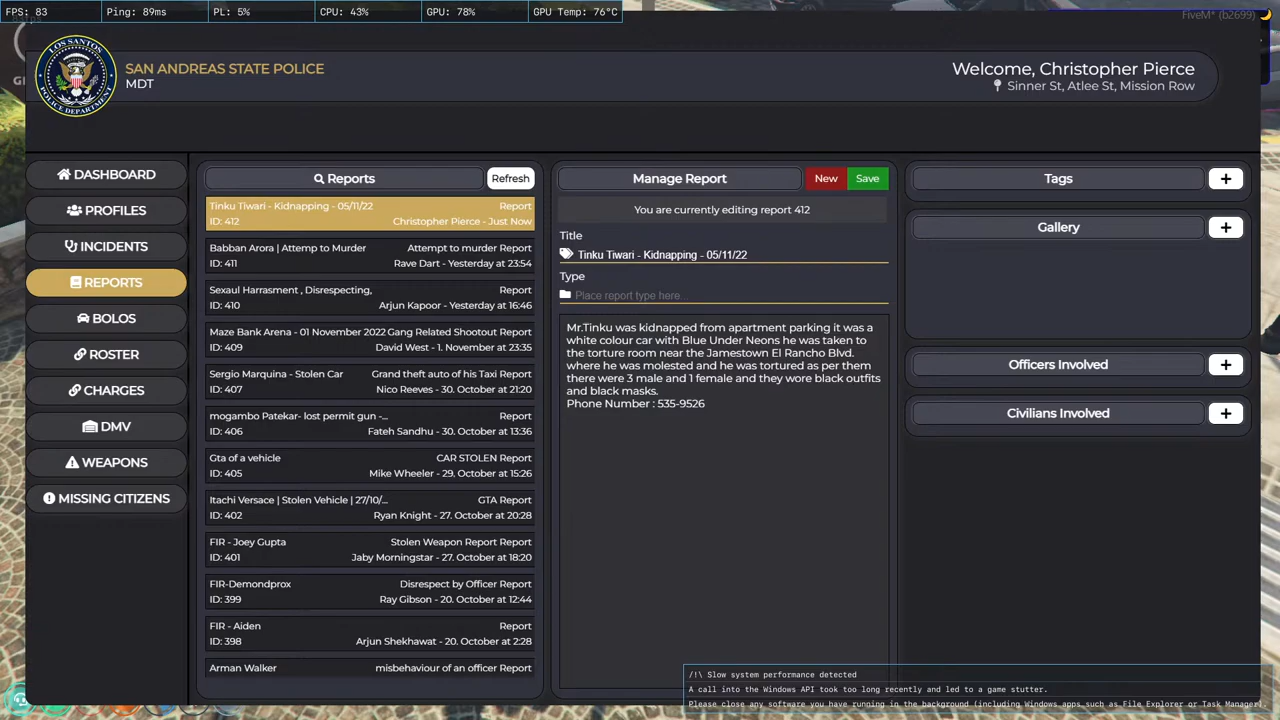 FPS: 83
Ping: 89ms
PL: 5%
CPU: 43%
GPU: 78%
GPU Temp: 76°C
FiveM* (b2699)
LOS SANTOS
POLICE DEPARTMENT
SAN ANDREAS STATE POLICE
MDT
Welcome, Christopher Pierce
Sinner St, Atlee St, Mission Row
DASHBOARD
PROFILES
INCIDENTS
REPORTS
BOLOS
ROSTER
CHARGES
DMV
WEAPONS
MISSING CITIZENS
Reports
Refresh
Tinku Tiwari - Kidnapping - 05/11/22 Report
ID: 412 Christopher Pierce - Just Now
Babban Arora | Attemp to Murder Attempt to murder Report
ID: 411 Rave Dart - Yesterday at 23:54
Sexaul Harrasment , Disrespecting, Report
ID: 410 Arjun Kapoor - Yesterday at 16:46
Maze Bank Arena - 01 November 2022 Gang Related Shootout Report
ID: 409 David West - 1. November at 23:35
Sergio Marquina - Stolen Car Grand theft auto of his Taxi Report
ID: 407 Nico Reeves - 30. October at 21:20
mogambo Patekar- lost permit gun -... Report
ID: 406 Fateh Sandhu - 30. October at 13:36
Gta of a vehicle CAR STOLEN Report
ID: 405 Mike Wheeler - 29. October at 15:26
Itachi Versace | Stolen Vehicle | 27/10/... GTA Report
ID: 402 Ryan Knight - 27. October at 20:28
FIR - Joey Gupta Stolen Weapon Report Report
ID: 401 Jaby Morningstar - 27. October at 18:20
FIR-Demondprox Disrespect by Officer Report
ID: 399 Ray Gibson - 20. October at 12:44
FIR - Aiden Report
ID: 398 Arjun Shekhawat - 20. October at 2:28
Arman Walker misbehaviour of an officer Report
Manage Report
New
Save
You are currently editing report 412
Title
Tinku Tiwari - Kidnapping - 05/11/22
Type
Place report type here...
Mr.Tinku was kidnapped from apartment parking it was a
white colour car with Blue Under Neons he was taken to
the torture room near the Jamestown El Rancho Blvd.
where he was molested and he was tortured as per them
there were 3 male and 1 female and they wore black outfits
and black masks.
Phone Number : 535-9526
Tags
+
Gallery
+
Officers Involved
+
Civilians Involved
+
/!\ Slow system performance detected
A call into the Windows API took too long recently and led to a game stutter.
Please close any software you have running in the background (including Windows apps such as File Explorer or Task Manager).